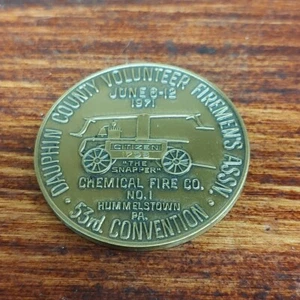 DAUPHIN COUNTY VOLUNTEER FIREMEN'S ASS'N.
JUNE 6-12
1971
CITIZEN
"THE
SNAPPER"
CHEMICAL FIRE CO.
NO.1
HUMMELSTOWN
PA.
• 53rd CONVENTION •